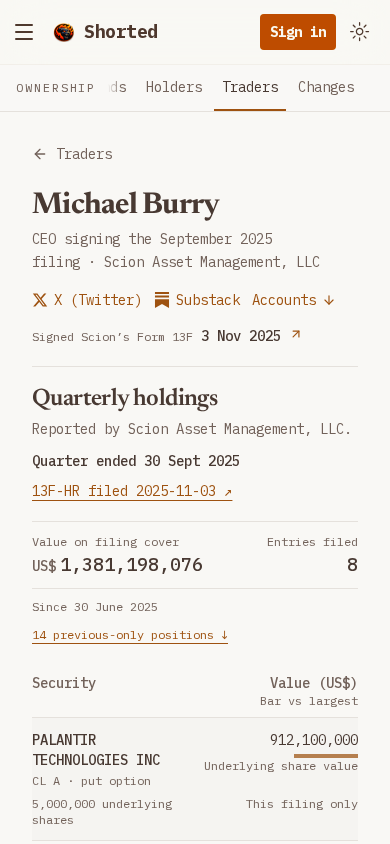 Shorted
Sign in
OWNERSHIP
Holders
Traders
Changes
← Traders
Michael Burry
CEO signing the September 2025
filing · Scion Asset Management, LLC
X (Twitter) Substack Accounts ↓
Signed Scion’s Form 13F 3 Nov 2025 ↗
Quarterly holdings
Reported by Scion Asset Management, LLC.
Quarter ended 30 Sept 2025
13F-HR filed 2025-11-03 ↗
Value on filing cover
Entries filed
US$ 1,381,198,076
8
Since 30 June 2025
14 previous-only positions ↓
Security
Value (US$)
Bar vs largest
PALANTIR
TECHNOLOGIES INC
912,100,000
Underlying share value
CL A · put option
5,000,000 underlying
shares
This filing only